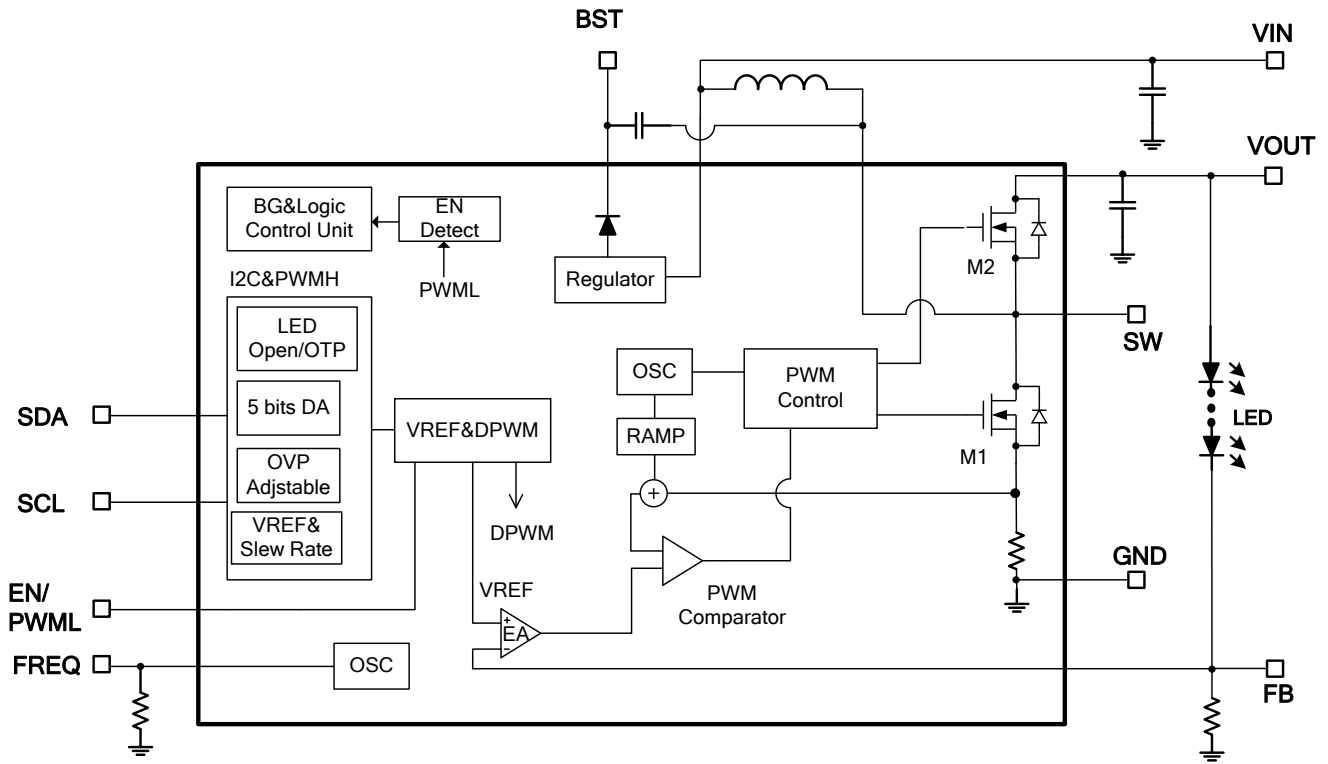 BST
VIN
VOUT
BG&Logic
Control Unit
EN
Detect
PWML
Regulator
M2
I2C&PWMH
LED
Open/OTP
5 bits DA
OVP
Adjstable
VREF&
Slew Rate
SDA
SCL
EN/
PWML
FREQ
VREF&DPWM
DPWM
OSC
RAMP
+
PWM
Control
M1
SW
LED
VREF
+
EA
-
PWM
Comparator
GND
OSC
FB